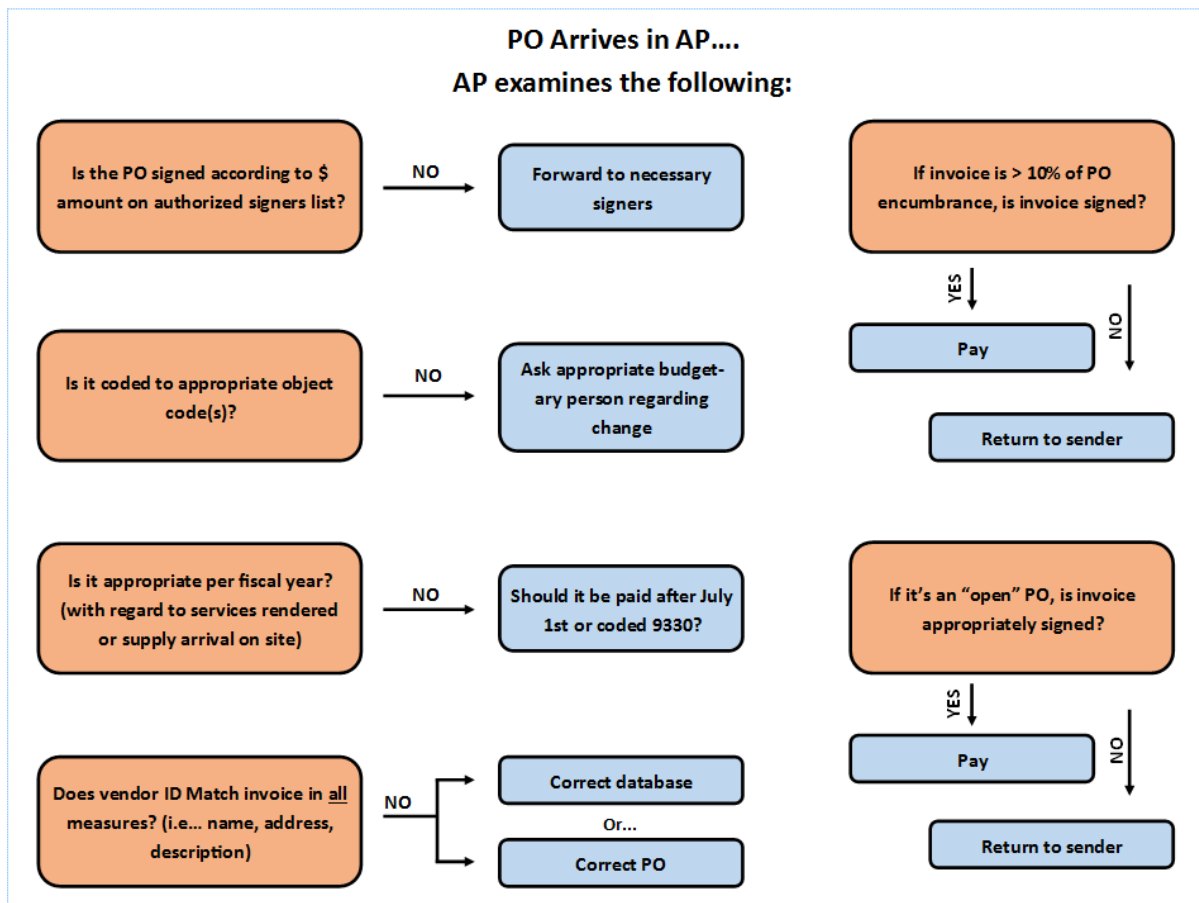 PO Arrives in AP….
AP examines the following:
Is the PO signed according to $
amount on authorized signers list?
NO
Forward to necessary
signers
Is it coded to appropriate object
code(s)?
NO
Ask appropriate budget-
ary person regarding
change
Is it appropriate per fiscal year?
(with regard to services rendered
or supply arrival on site)
NO
Should it be paid after July
1st or coded 9330?
Does vendor ID Match invoice in all
measures? (i.e… name, address,
description)
NO
Correct database
Or…
Correct PO
If invoice is > 10% of PO
encumbrance, is invoice signed?
YES
NO
Pay
Return to sender
If it’s an “open” PO, is invoice
appropriately signed?
YES
NO
Pay
Return to sender